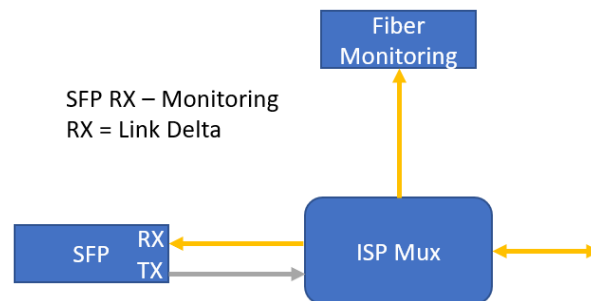 Fiber
Monitoring
SFP RX – Monitoring
RX = Link Delta
RX
SFP
TX
ISP Mux